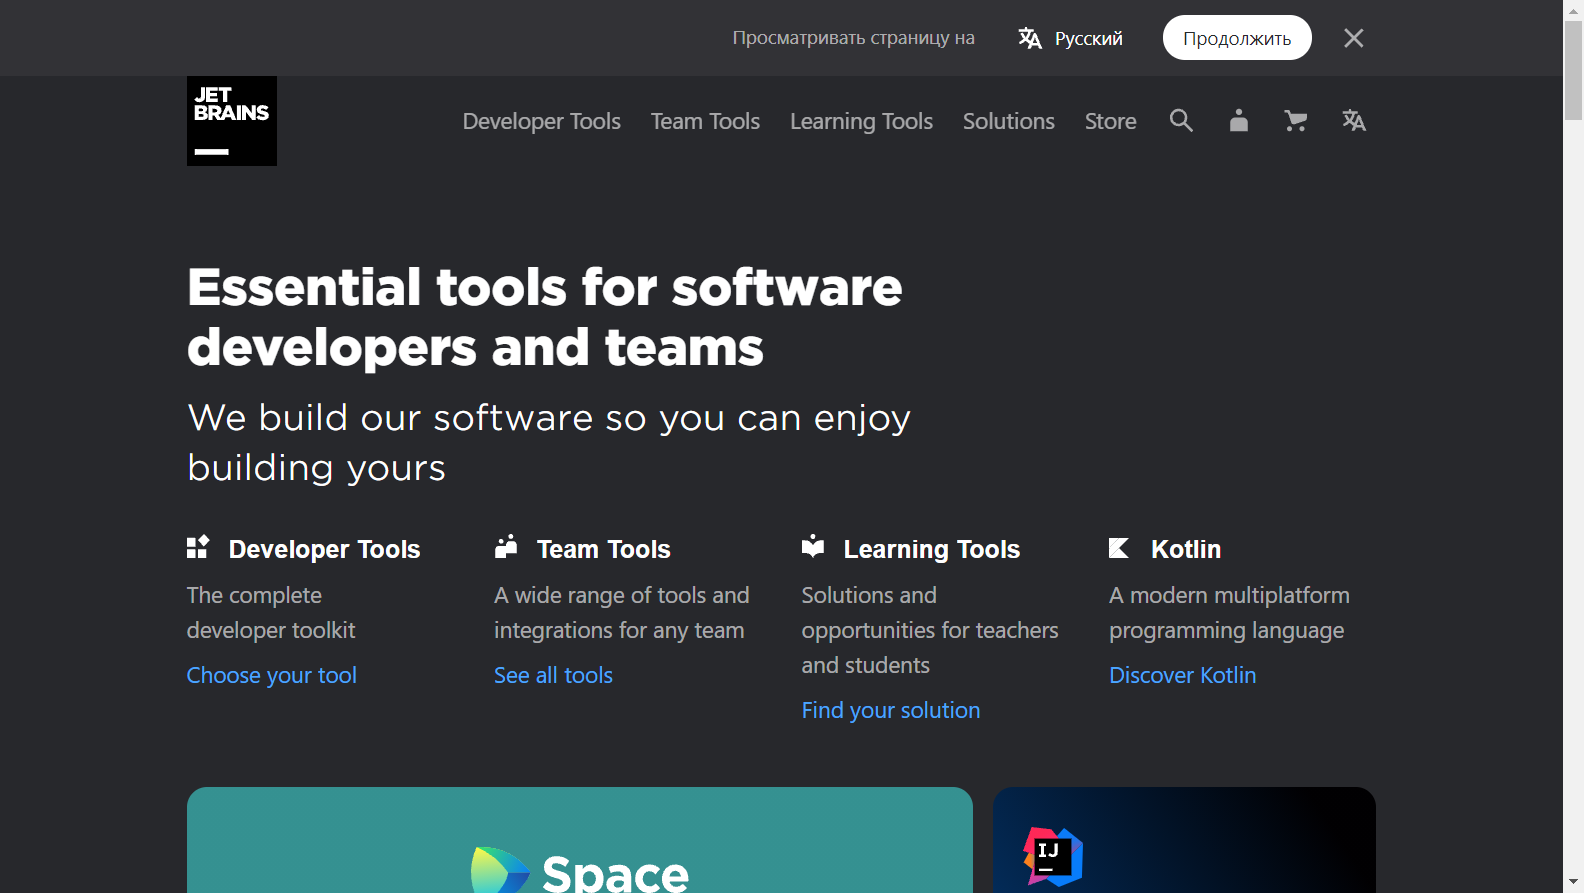 Просматривать страницу на Русский Продолжить
JET
BRAINS
Developer Tools Team Tools Learning Tools Solutions Store
Essential tools for software
developers and teams
We build our software so you can enjoy
building yours
Developer Tools
The complete
developer toolkit
Choose your tool
Team Tools
A wide range of tools and
integrations for any team
See all tools
Learning Tools
Solutions and
opportunities for teachers
and students
Find your solution
Kotlin
A modern multiplatform
programming language
Discover Kotlin
Space
IJ